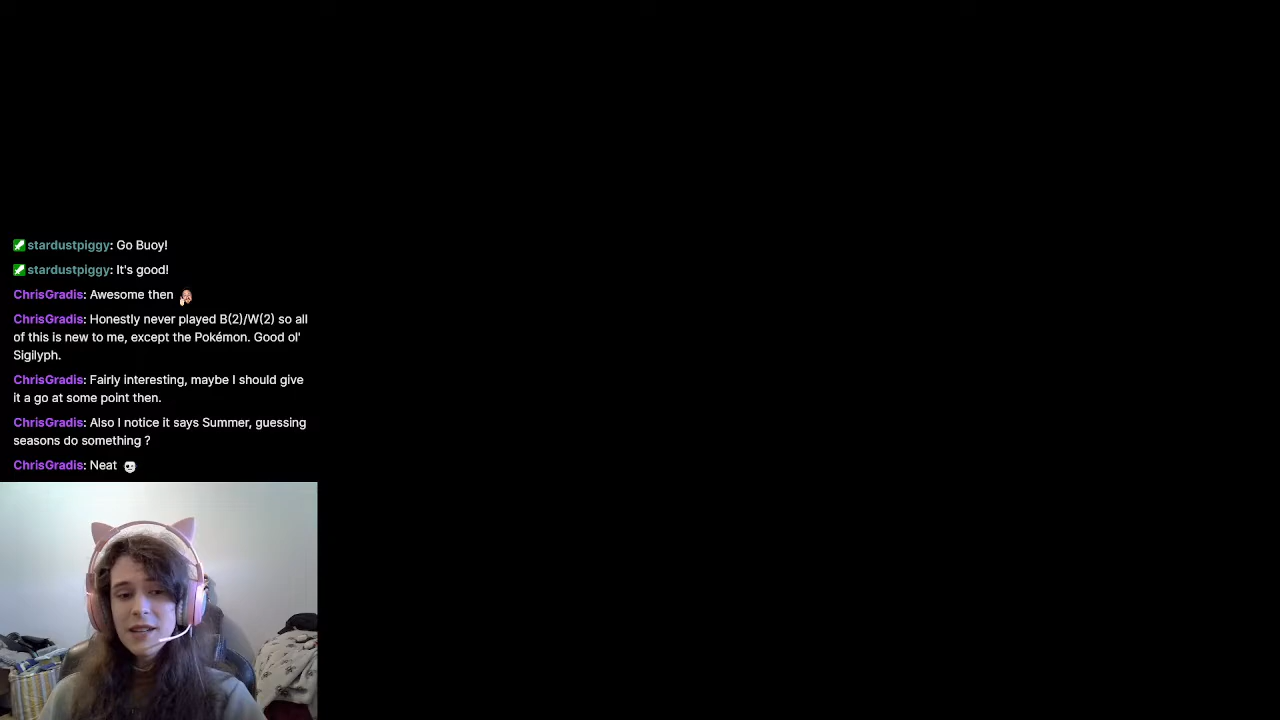 stardustpiggy: Go Buoy!
stardustpiggy: It's good!
ChrisGradis: Awesome then
ChrisGradis: Honestly never played B(2)/W(2) so all
of this is new to me, except the Pokémon. Good ol'
Sigilyph.
ChrisGradis: Fairly interesting, maybe I should give
it a go at some point then.
ChrisGradis: Also I notice it says Summer, guessing
seasons do something ?
ChrisGradis: Neat